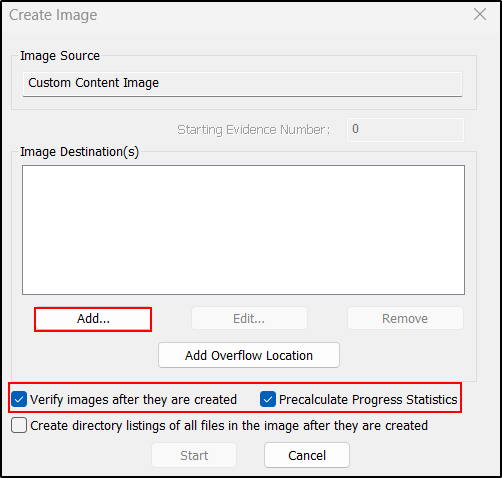 Create Image
Image Source
Custom Content Image
Starting Evidence Number: 0
Image Destination(s)
Add... Edit... Remove
Add Overflow Location
Verify images after they are created Precalculate Progress Statistics
Create directory listings of all files in the image after they are created
Start Cancel